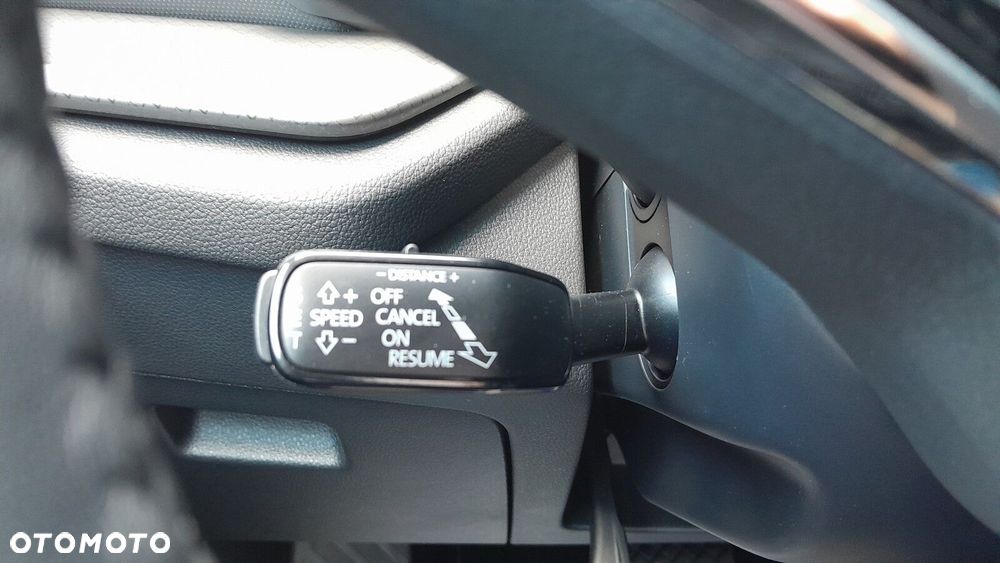 - DISTANCE +
+ OFF
SPEED CANCEL
- ON
RESUME
OTOMOTO